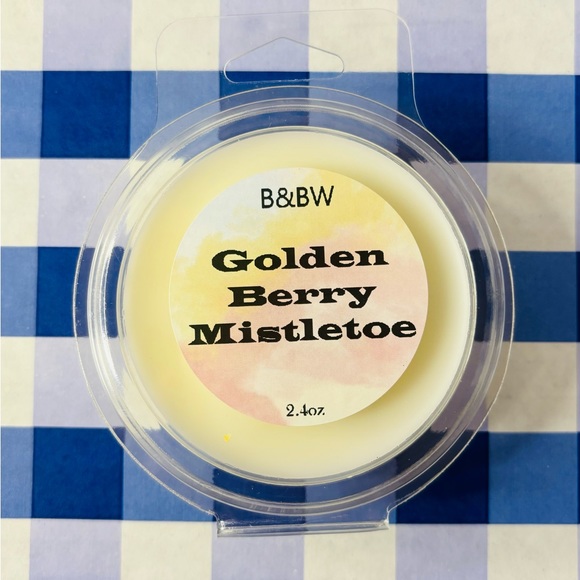 B&BW
Golden
Berry
Mistletoe
2.4oz